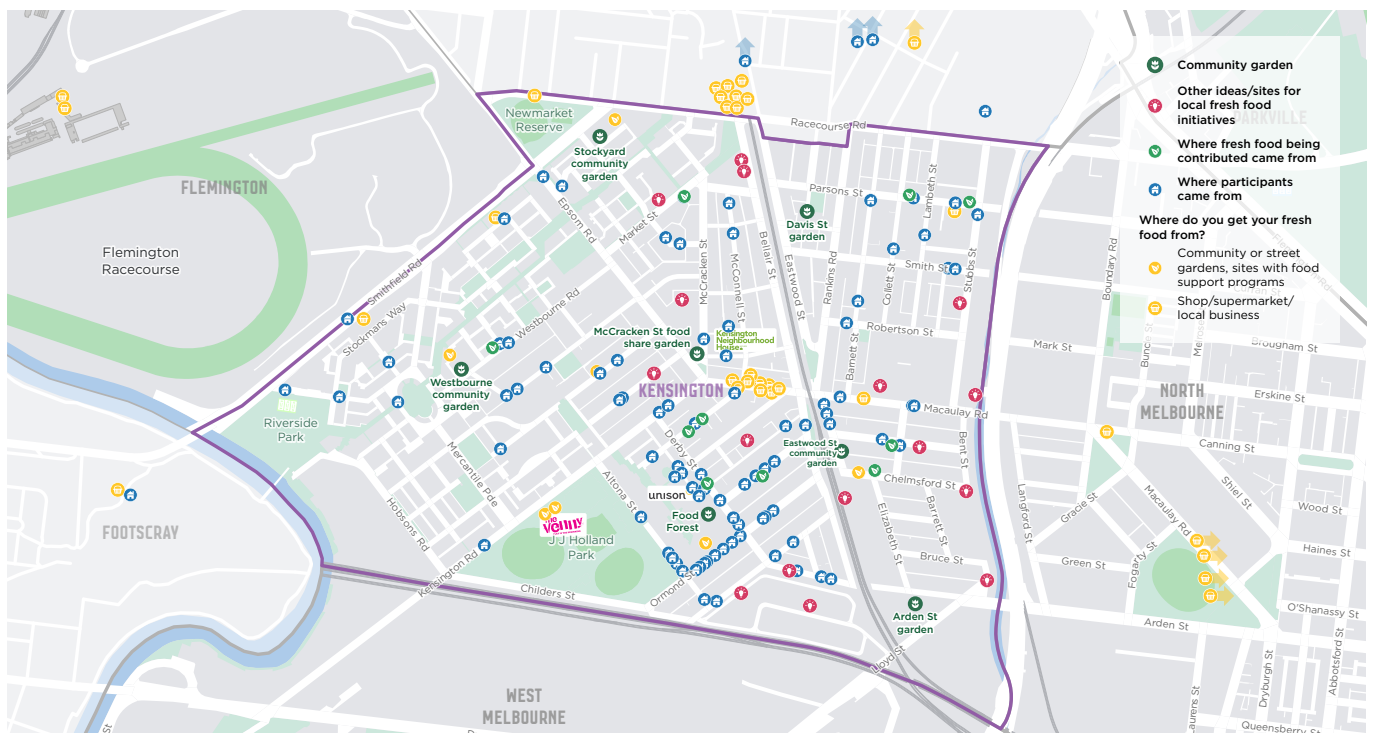 Community garden
Other ideas/sites for
local fresh food
initiatives
Where fresh food being
contributed came from
Where participants
came from
Where do you get your fresh
food from?
Community or street
gardens, sites with food
support programs
Shop/supermarket/
local business
PARKVILLE
Racecourse Rd
Newmarket
Reserve
Stockyard
community
garden
FLEMINGTON
Flemington
Racecourse
Epsom Rd
Market St
Smithfield Rd
Stockmans Way
Westbourne Rd
McCracken St
McConnell St
Bellair St
Eastwood St
Parsons St
Davis St
garden
Rankins Rd
Collett St
Lambeth St
Smith St
Stubbs St
Boundary Rd
Robertson St
Barnett St
McCracken St food
share garden
Kensington
Neighbourhood
House
KENSINGTON
Westbourne
community
garden
Riverside
Park
Mark St
Brougham St
Erskine St
NORTH
MELBOURNE
Macaulay Rd
Canning St
Derby St
Eastwood St
community
garden
Bent St
Chelmsford St
Mercantile Pde
Altona St
unison
Food
Forest
Hobsons Rd
the
venny
J J Holland
Park
Kensington Rd
Childers St
Ormond St
Elizabeth St
Barrett St
Bruce St
Langford St
Gracie St
Macaulay Rd
Shiel St
Wood St
Haines St
Green St
Fogarty St
Arden St
O'Shanassy St
Abbotsford St
Dryburgh St
Queensberry St
Arden St
garden
Lloyd St
FOOTSCRAY
WEST
MELBOURNE